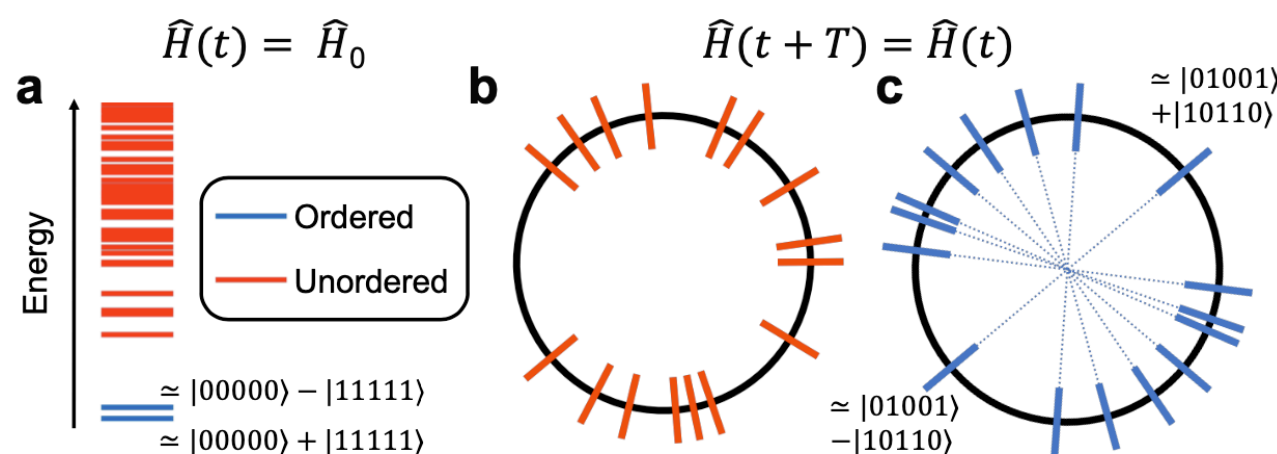 Ĥ(t) = Ĥ₀
Ĥ(t + T) = Ĥ(t)
a
b
c
Energy
Ordered
Unordered
≃ |00000⟩ − |11111⟩
≃ |00000⟩ + |11111⟩
≃ |01001⟩
+|10110⟩
≃ |01001⟩
−|10110⟩